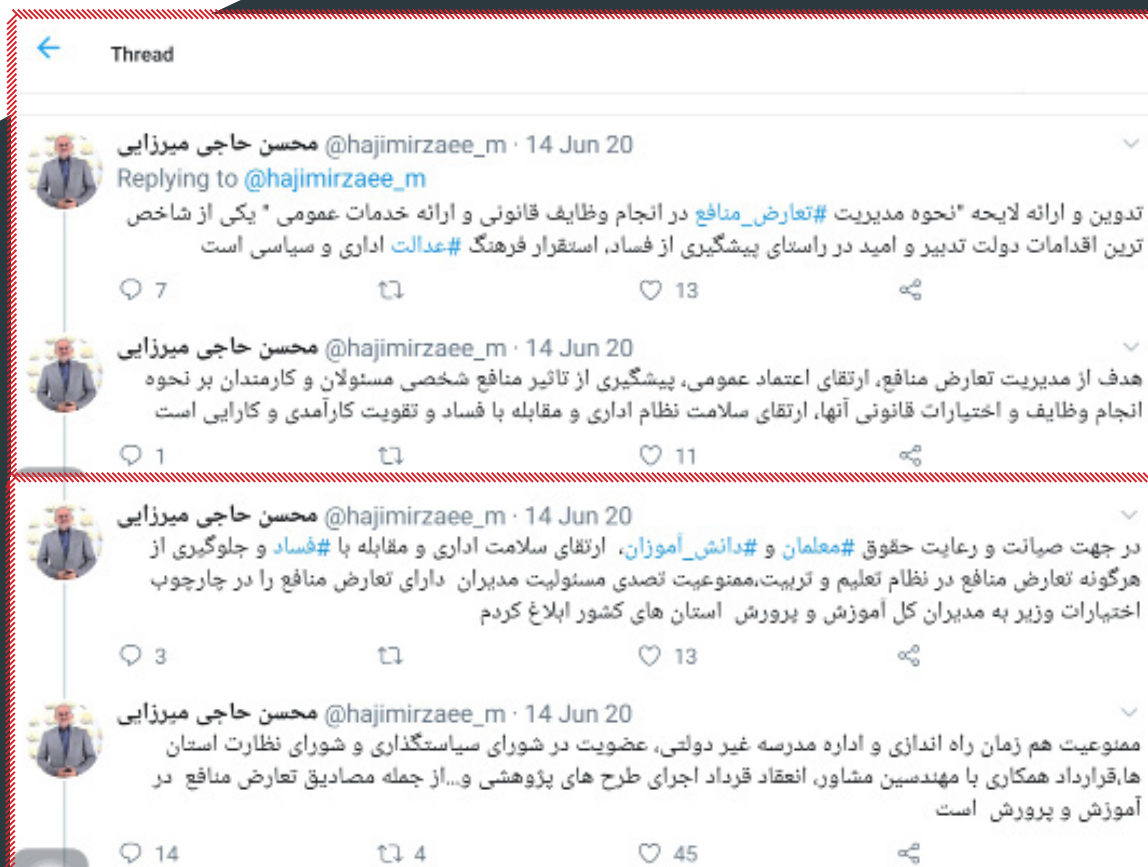 Thread
محسن حاجی میرزایی @hajimirzaee_m · 14 Jun 20
Replying to @hajimirzaee_m
تدوین و ارائه لایحه "نحوه مدیریت #تعارض_منافع در انجام وظایف قانونی و ارائه خدمات عمومی " یکی از شاخص
ترین اقدامات دولت تدبیر و امید در راستای پیشگیری از فساد، استقرار فرهنگ #عدالت اداری و سیاسی است
7 13
محسن حاجی میرزایی @hajimirzaee_m · 14 Jun 20
هدف از مدیریت تعارض منافع، ارتقای اعتماد عمومی، پیشگیری از تاثیر منافع شخصی مسئولان و کارمندان بر نحوه
انجام وظایف و اختیارات قانونی آنها، ارتقای سلامت نظام اداری و مقابله با فساد و تقویت کارآمدی و کارایی است
1 11
محسن حاجی میرزایی @hajimirzaee_m · 14 Jun 20
در جهت صیانت و رعایت حقوق #معلمان و #دانش_آموزان، ارتقای سلامت اداری و مقابله با #فساد و جلوگیری از
هرگونه تعارض منافع در نظام تعلیم و تربیت،ممنوعیت تصدی مسئولیت مدیران دارای تعارض منافع را در چارچوب
اختیارات وزیر به مدیران کل آموزش و پرورش استان های کشور ابلاغ کردم
3 13
محسن حاجی میرزایی @hajimirzaee_m · 14 Jun 20
ممنوعیت هم زمان راه اندازی و اداره مدرسه غیر دولتی، عضویت در شورای سیاستگذاری و شورای نظارت استان
ها،قرارداد همکاری با مهندسین مشاور، انعقاد قرداد اجرای طرح های پژوهشی و...از جمله مصادیق تعارض منافع در
آموزش و پرورش است
14 4 45